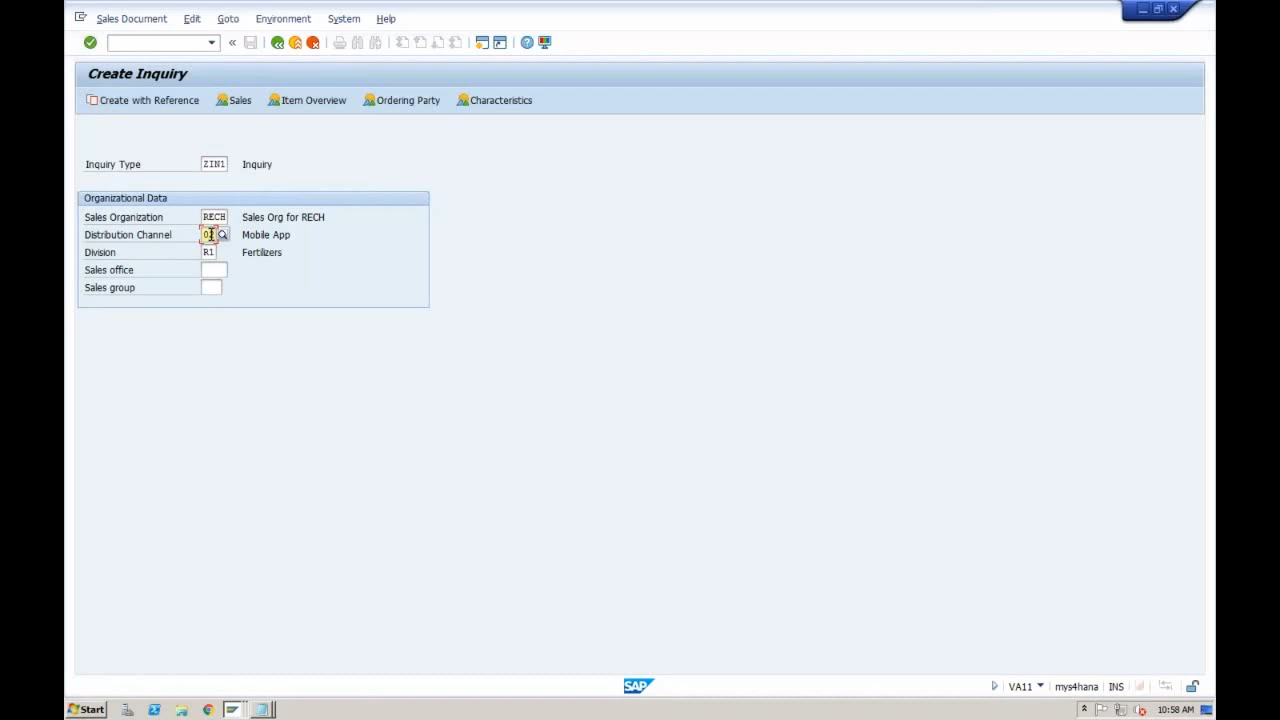 Sales Document Edit Goto Environment System Help
Create Inquiry
Create with Reference Sales Item Overview Ordering Party Characteristics
Inquiry Type ZIN1 Inquiry
Organizational Data
Sales Organization RECH Sales Org for RECH
Distribution Channel Mobile App
Division R1 Fertilizers
Sales office
Sales group
SAP VA11 mys4hana INS
Start 10:58 AM